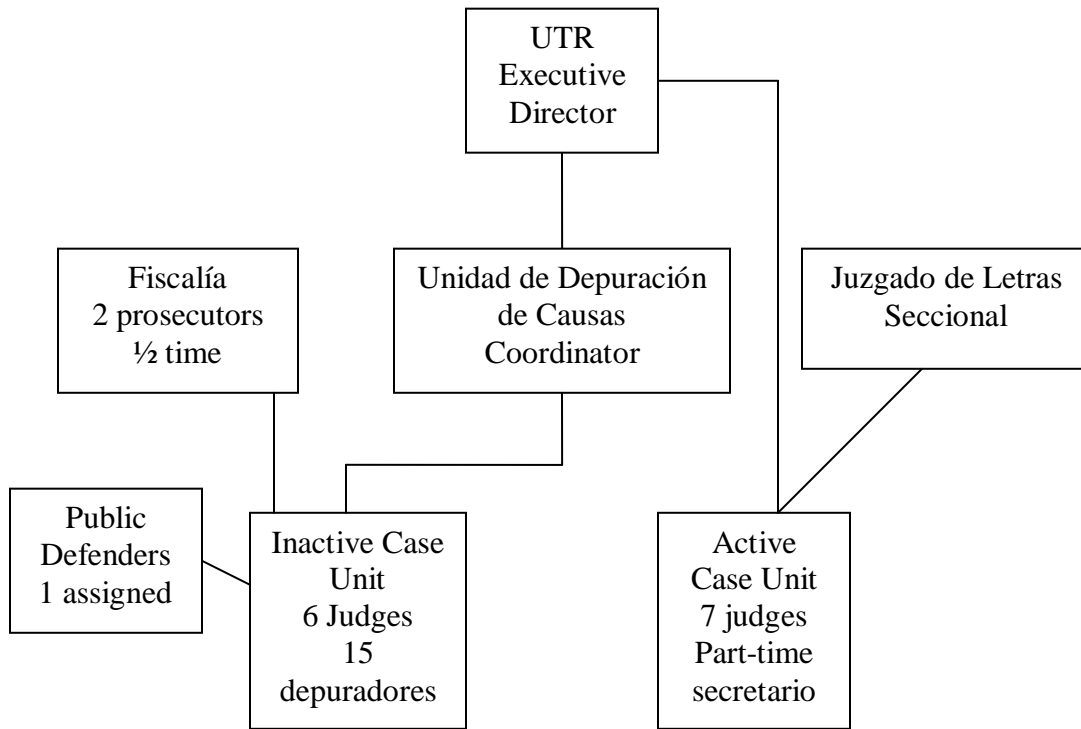 UTR
Executive
Director
Fiscalía
2 prosecutors
½ time
Unidad de Depuración
de Causas
Coordinator
Juzgado de Letras
Seccional
Public
Defenders
1 assigned
Inactive Case
Unit
6 Judges
15
depuradores
Active
Case Unit
7 judges
Part-time
secretario